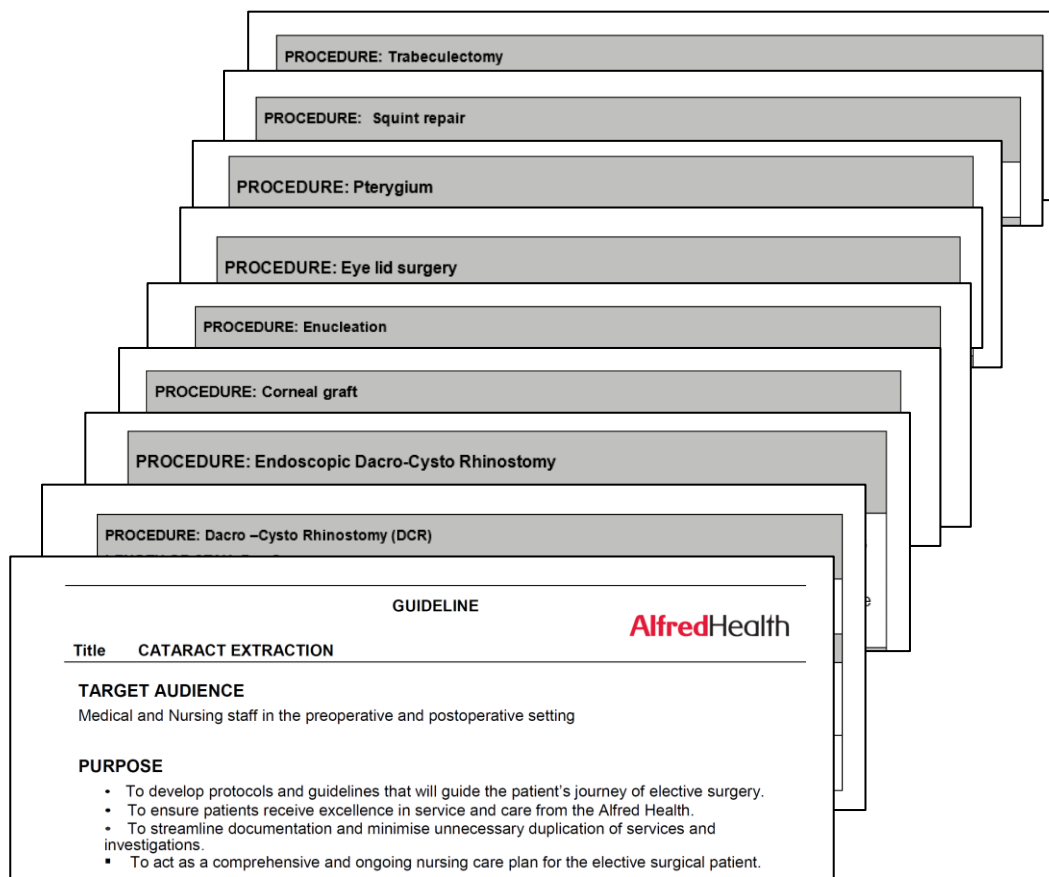 PROCEDURE: Trabeculectomy
PROCEDURE: Squint repair
PROCEDURE: Pterygium
PROCEDURE: Eye lid surgery
PROCEDURE: Enucleation
PROCEDURE: Corneal graft
PROCEDURE: Endoscopic Dacro-Cysto Rhinostomy
PROCEDURE: Dacro –Cysto Rhinostomy (DCR)
e
GUIDELINE
AlfredHealth
Title CATARACT EXTRACTION
TARGET AUDIENCE
Medical and Nursing staff in the preoperative and postoperative setting
PURPOSE
• To develop protocols and guidelines that will guide the patient's journey of elective surgery.
• To ensure patients receive excellence in service and care from the Alfred Health.
• To streamline documentation and minimise unnecessary duplication of services and
investigations.
▪ To act as a comprehensive and ongoing nursing care plan for the elective surgical patient.